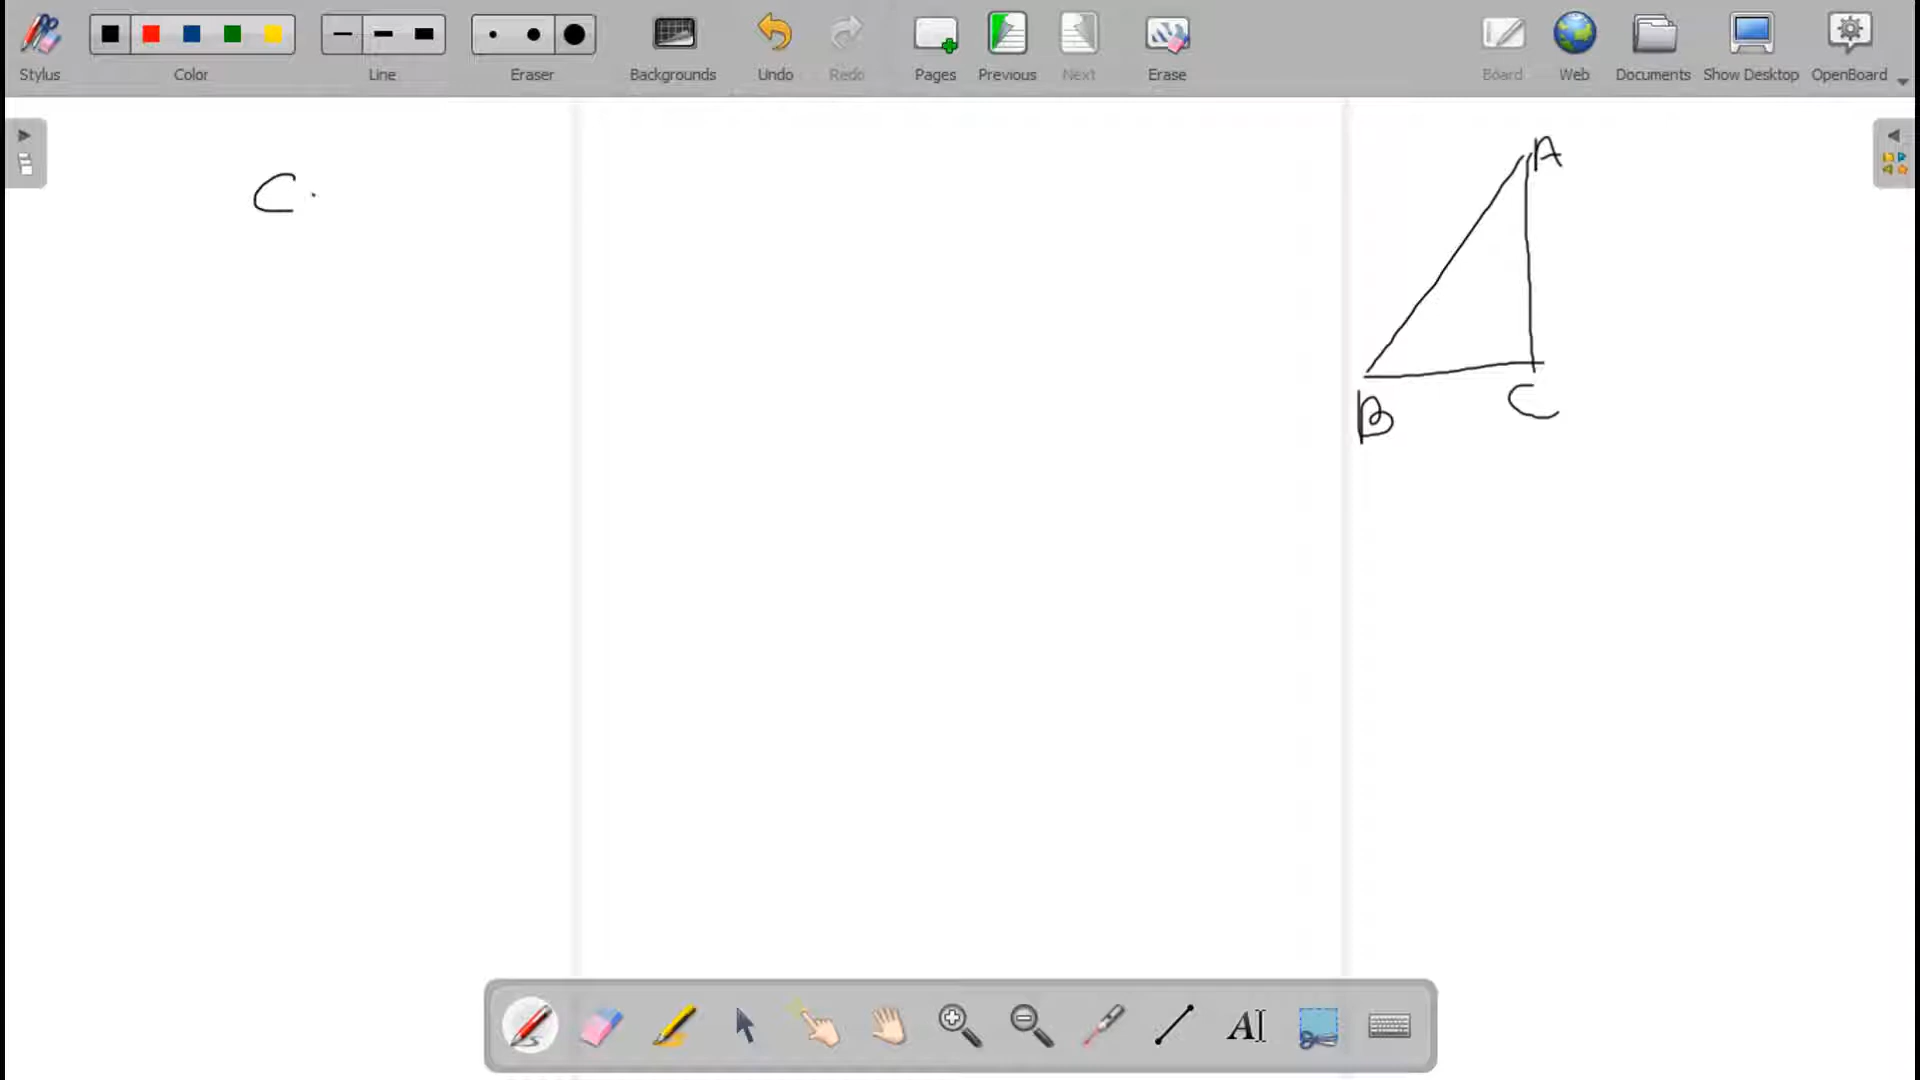 Stylus Color Line Eraser Backgrounds Undo Redo Pages Previous Next Erase Board Web Documents Show Desktop OpenBoard
A
C .
B C
A